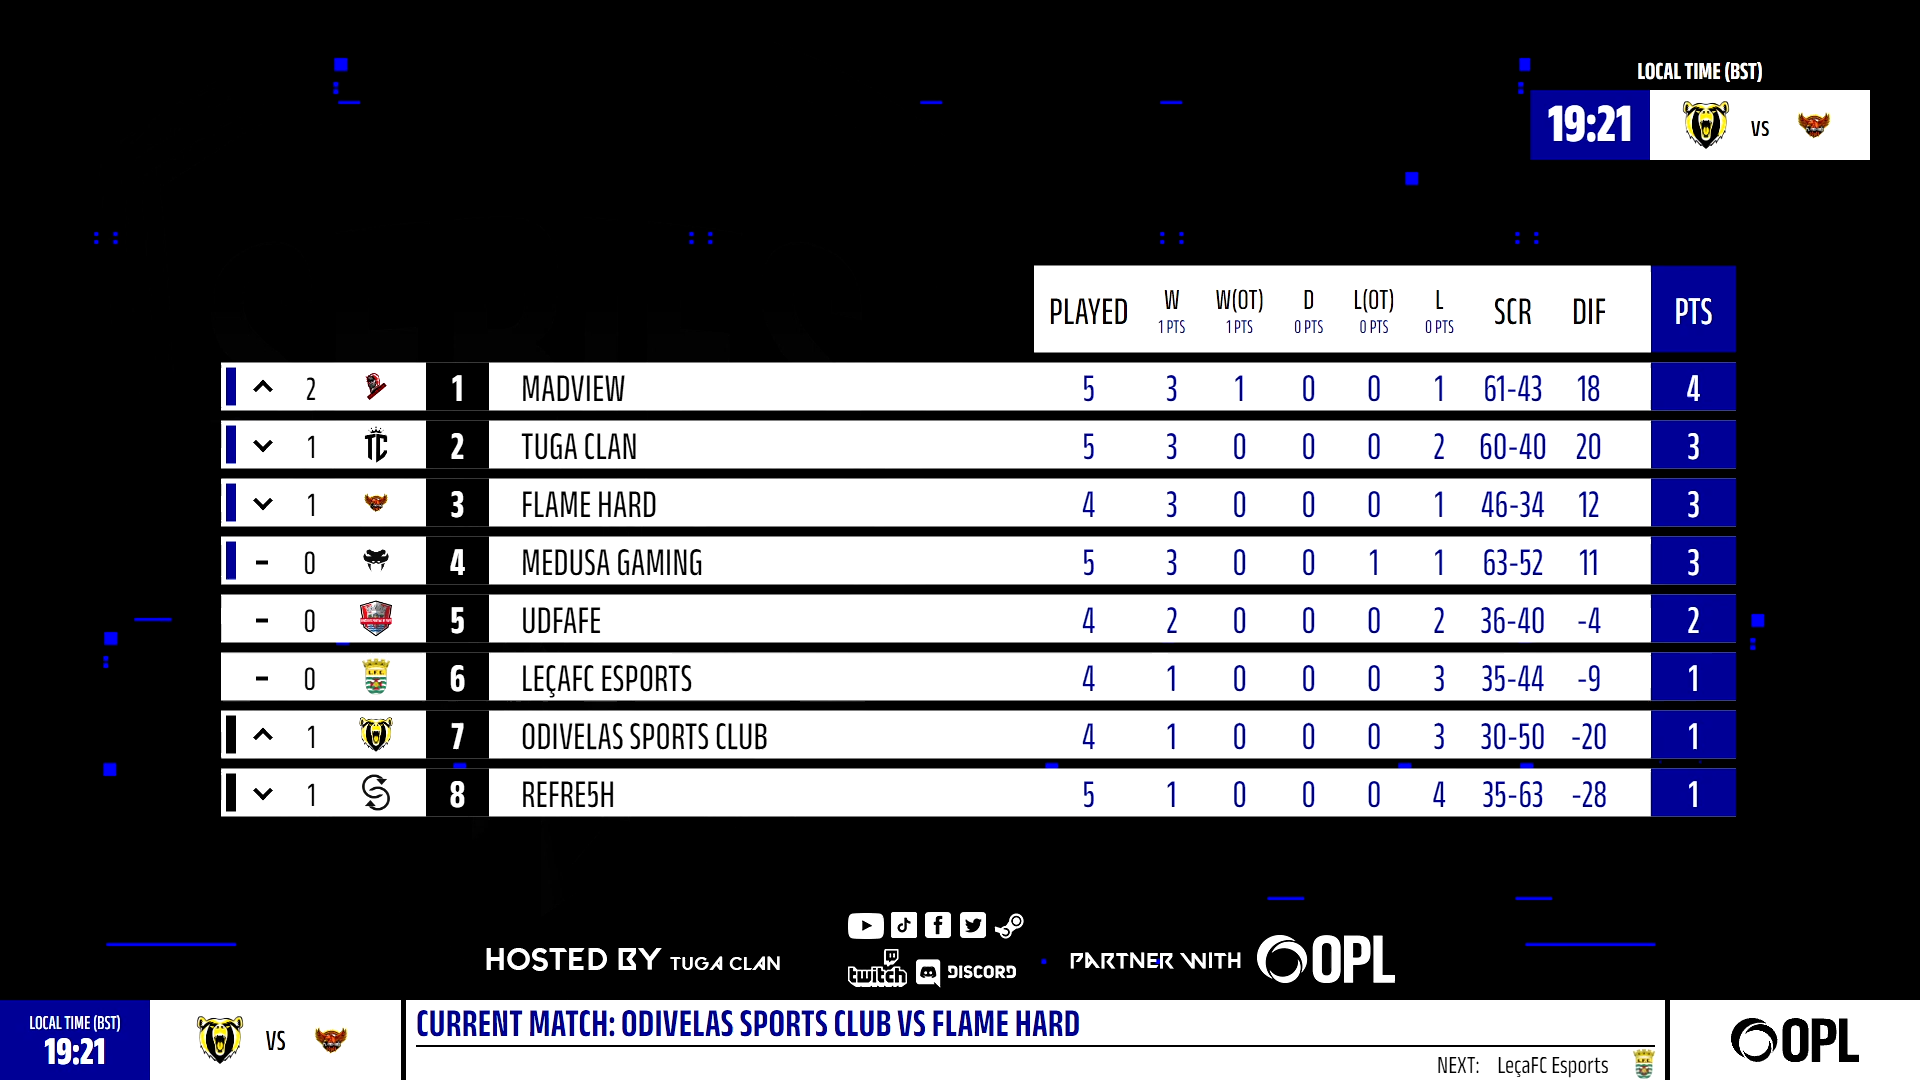 LOCAL TIME (BST)
19:21 VS
PLAYED W W(OT) D L(OT) L SCR DIF PTS
1 PTS 1 PTS 0 PTS 0 PTS 0 PTS
2 1 MADVIEW 5 3 1 0 0 1 61-43 18 4
1 TC 2 TUGA CLAN 5 3 0 0 0 2 60-40 20 3
1 3 FLAME HARD 4 3 0 0 0 1 46-34 12 3
- 0 4 MEDUSA GAMING 5 3 0 0 1 1 63-52 11 3
- 0 5 UDFAFE 4 2 0 0 0 2 36-40 -4 2
- 0 6 LEÇAFC ESPORTS 4 1 0 0 0 3 35-44 -9 1
1 7 ODIVELAS SPORTS CLUB 4 1 0 0 0 3 30-50 -20 1
1 8 REFRE5H 5 1 0 0 0 4 35-63 -28 1
HOSTED BY TUGA CLAN
twitch DISCORD
PARTNER WITH OPL
LOCAL TIME (BST)
19:21
VS
CURRENT MATCH: ODIVELAS SPORTS CLUB VS FLAME HARD
NEXT: LeçaFC Esports
OPL